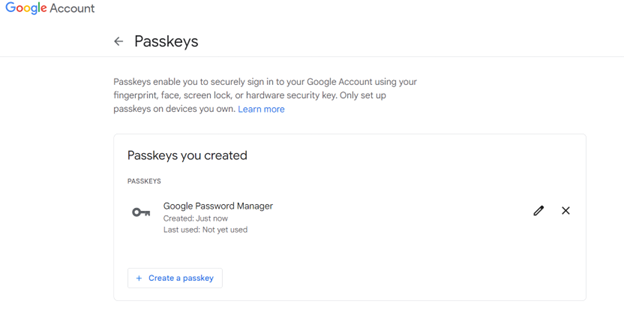 Google Account
Passkeys
Passkeys enable you to securely sign in to your Google Account using your
fingerprint, face, screen lock, or hardware security key. Only set up
passkeys on devices you own. Learn more
Passkeys you created
PASSKEYS
Google Password Manager
Created: Just now
Last used: Not yet used
+ Create a passkey